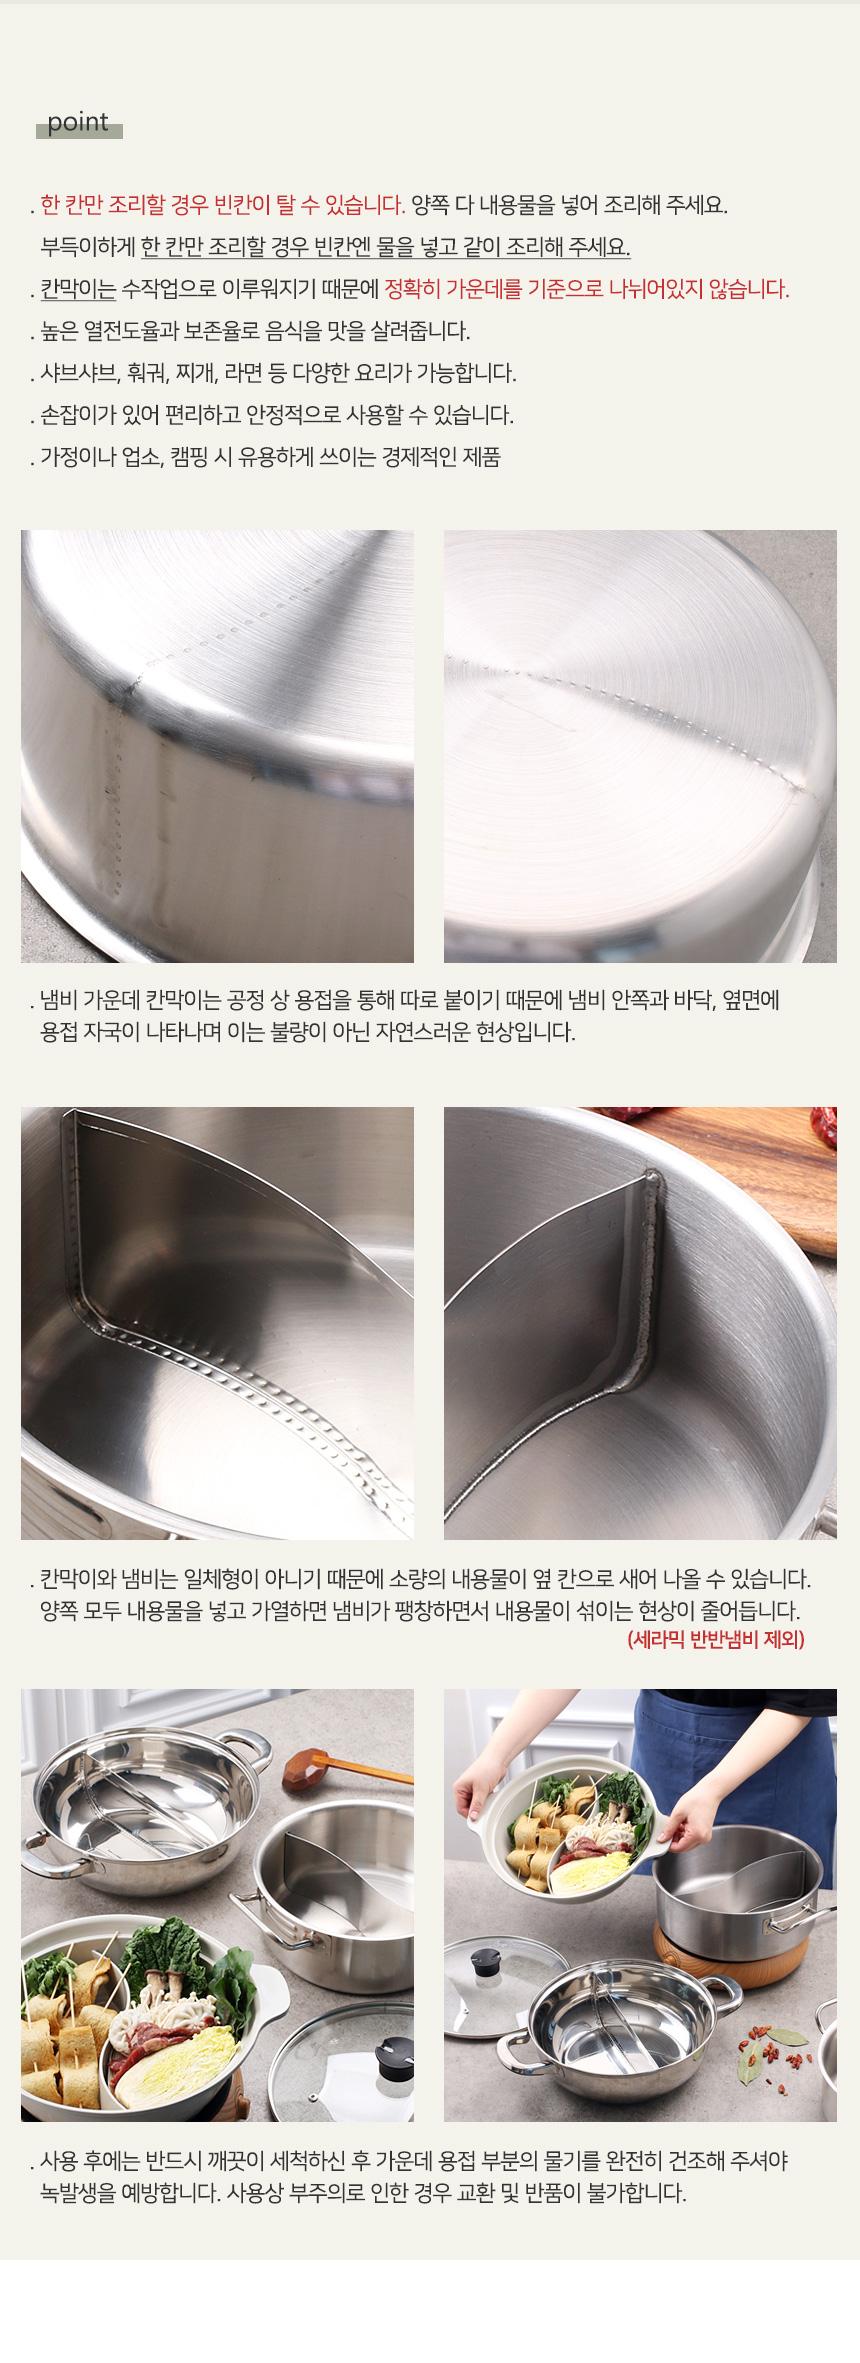 point
. 한 칸만 조리할 경우 빈칸이 탈 수 있습니다. 양쪽 다 내용물을 넣어 조리해 주세요.
부득이하게 한 칸만 조리할 경우 빈칸엔 물을 넣고 같이 조리해 주세요.
. 칸막이는 수작업으로 이루워지기 때문에 정확히 가운데를 기준으로 나뉘어있지 않습니다.
. 높은 열전도율과 보존율로 음식을 맛을 살려줍니다.
. 샤브샤브, 훠궈, 찌개, 라면 등 다양한 요리가 가능합니다.
. 손잡이가 있어 편리하고 안정적으로 사용할 수 있습니다.
. 가정이나 업소, 캠핑 시 유용하게 쓰이는 경제적인 제품
. 냄비 가운데 칸막이는 공정 상 용접을 통해 따로 붙이기 때문에 냄비 안쪽과 바닥, 옆면에
용접 자국이 나타나며 이는 불량이 아닌 자연스러운 현상입니다.
. 칸막이와 냄비는 일체형이 아니기 때문에 소량의 내용물이 옆 칸으로 새어 나올 수 있습니다.
양쪽 모두 내용물을 넣고 가열하면 냄비가 팽창하면서 내용물이 섞이는 현상이 줄어듭니다.
(세라믹 반반냄비 제외)
. 사용 후에는 반드시 깨끗이 세척하신 후 가운데 용접 부분의 물기를 완전히 건조해 주셔야
녹발생을 예방합니다. 사용상 부주의로 인한 경우 교환 및 반품이 불가합니다.